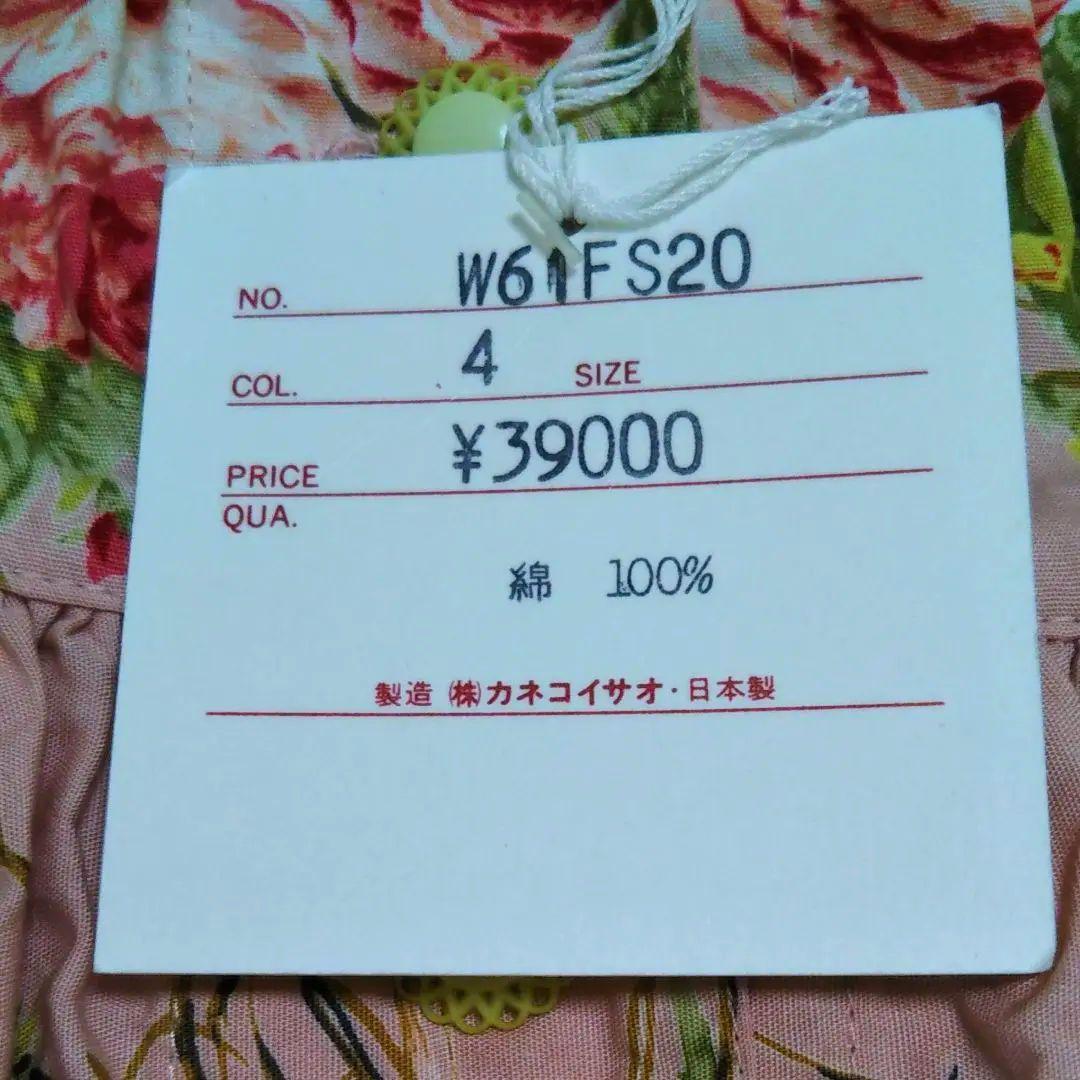 NO. W61FS20
COL. 4 SIZE
PRICE ¥39000
QUA.
綿 100%
製造 ㈱カネコイサオ・日本製